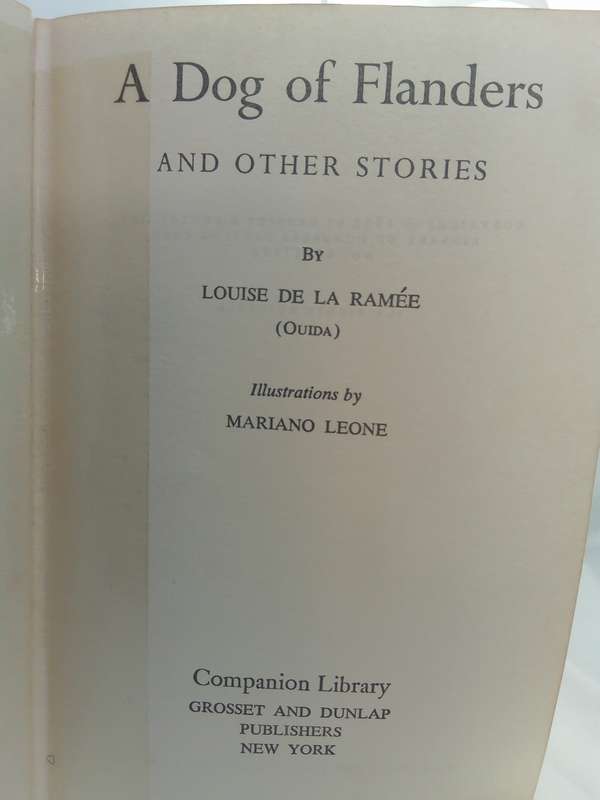 A Dog of Flanders
AND OTHER STORIES
By
LOUISE DE LA RAMÉE
(Ouida)
Illustrations by
MARIANO LEONE
Companion Library
GROSSET AND DUNLAP
PUBLISHERS
NEW YORK